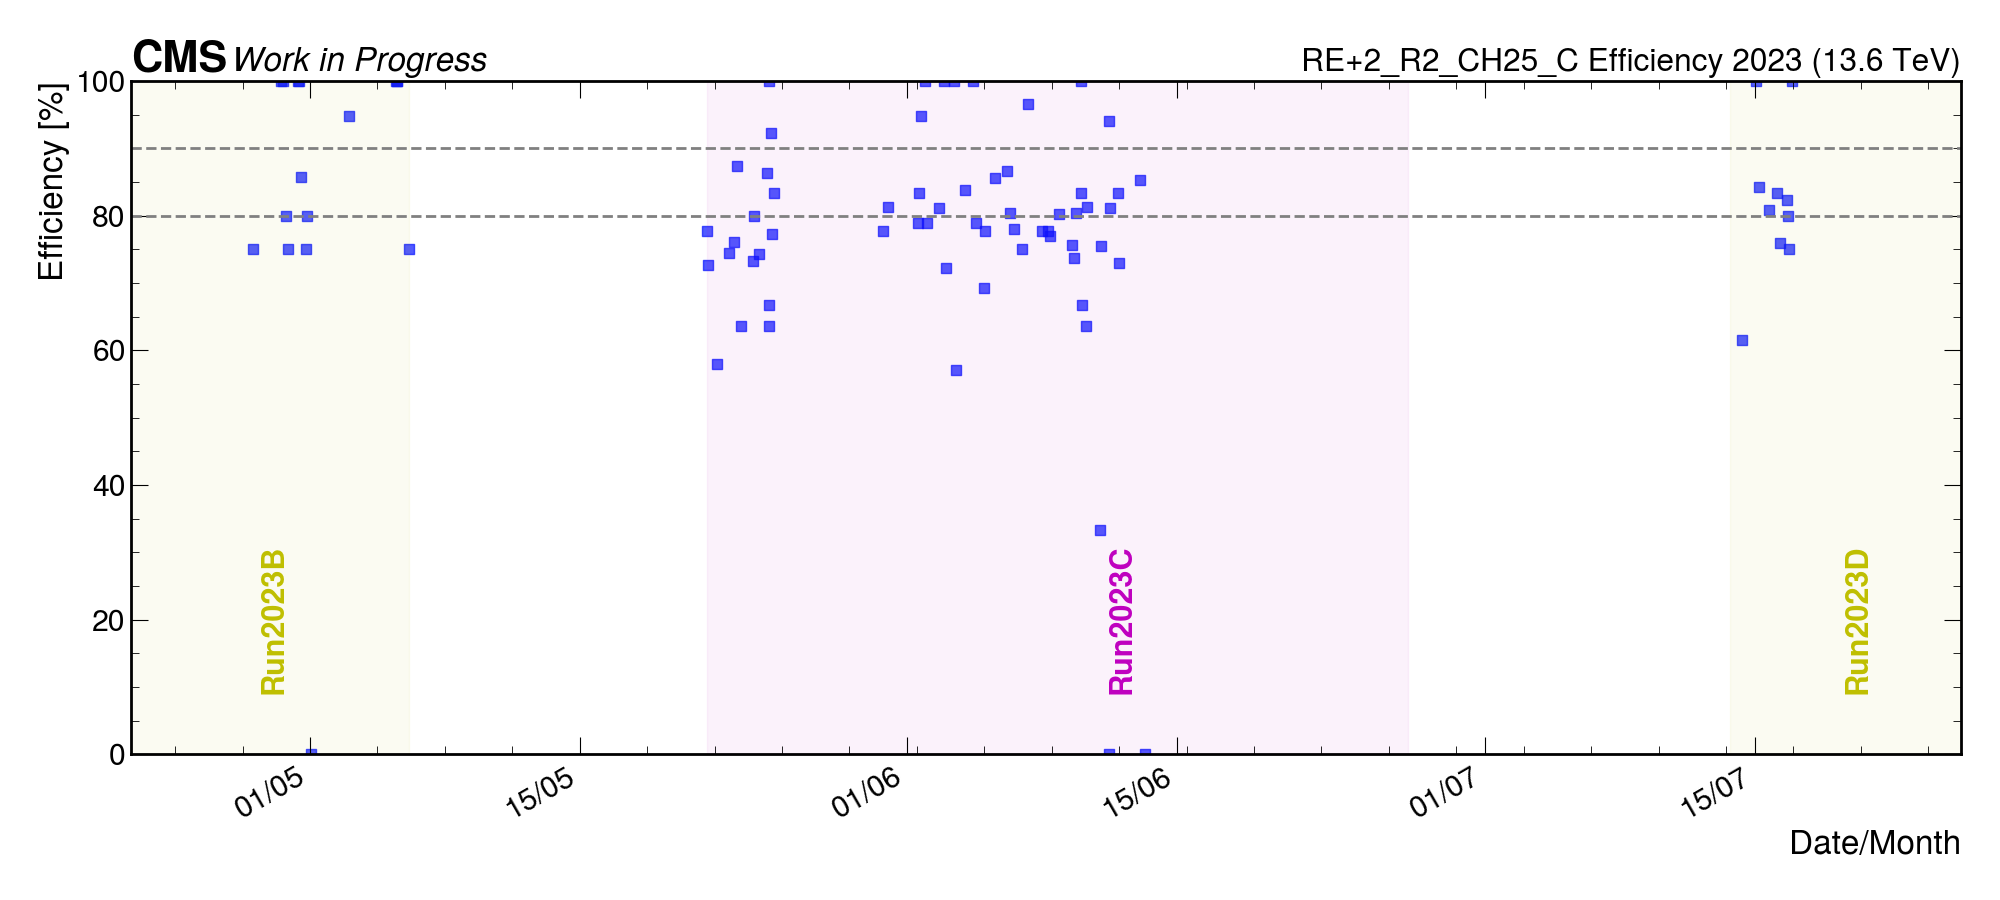 CMS Work in Progress
RE+2_R2_CH25_C Efficiency 2023 (13.6 TeV)
Efficiency [%]
100
80
60
40
20
0
Run2023B
Run2023C
Run2023D
01/05
15/05
01/06
15/06
01/07
15/07
Date/Month